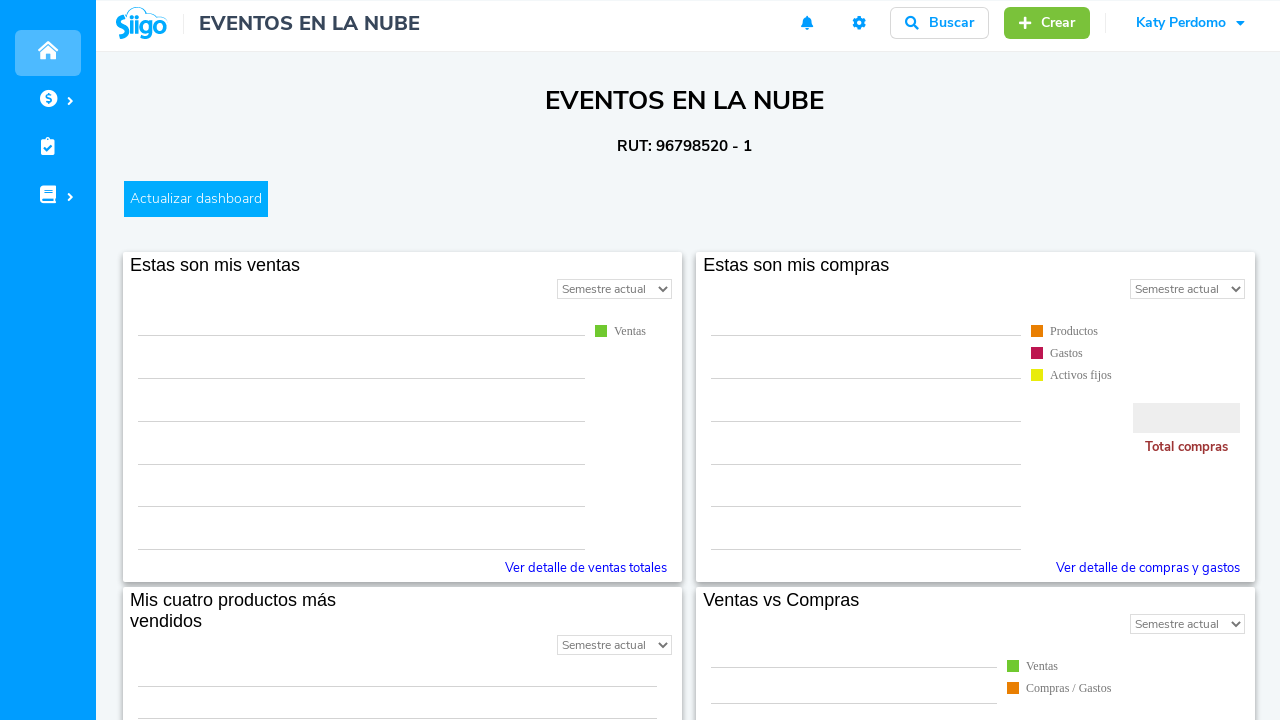 Siigo
EVENTOS EN LA NUBE
Buscar
Crear
Katy Perdomo
EVENTOS EN LA NUBE
RUT: 96798520 - 1
Actualizar dashboard
Estas son mis ventas
Semestre actual
Ventas
Ver detalle de ventas totales
Estas son mis compras
Semestre actual
Productos
Gastos
Activos fijos
Total compras
Ver detalle de compras y gastos
Mis cuatro productos más
vendidos
Semestre actual
Ventas vs Compras
Semestre actual
Ventas
Compras / Gastos